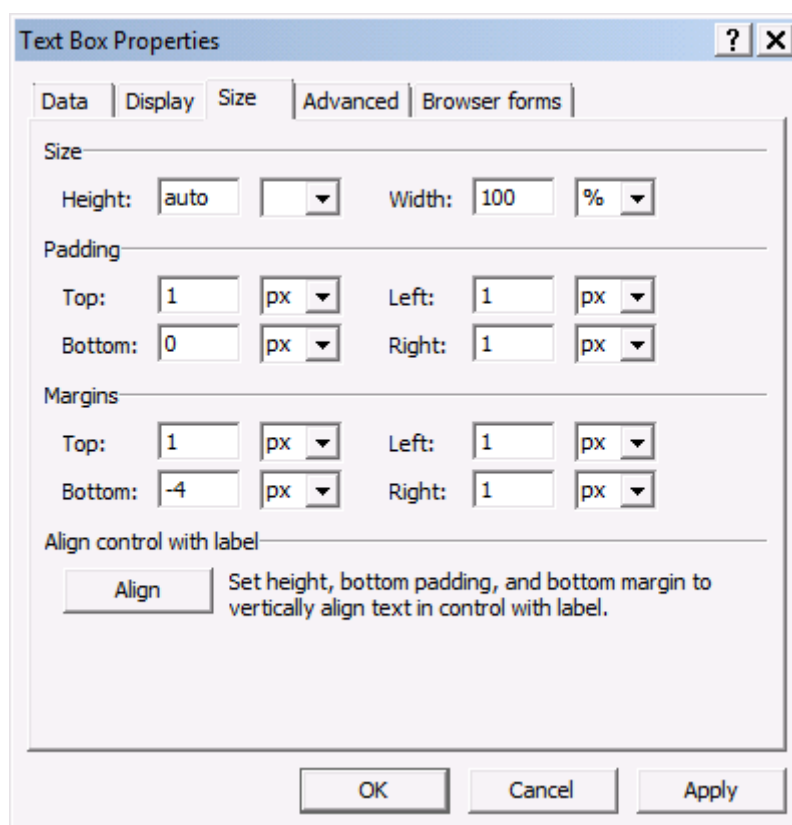 Text Box Properties ? X
Data Display Size Advanced Browser forms
Size
Height: auto Width: 100 %
Padding
Top: 1 px Left: 1 px
Bottom: 0 px Right: 1 px
Margins
Top: 1 px Left: 1 px
Bottom: -4 px Right: 1 px
Align control with label
Align Set height, bottom padding, and bottom margin to
vertically align text in control with label.
OK Cancel Apply